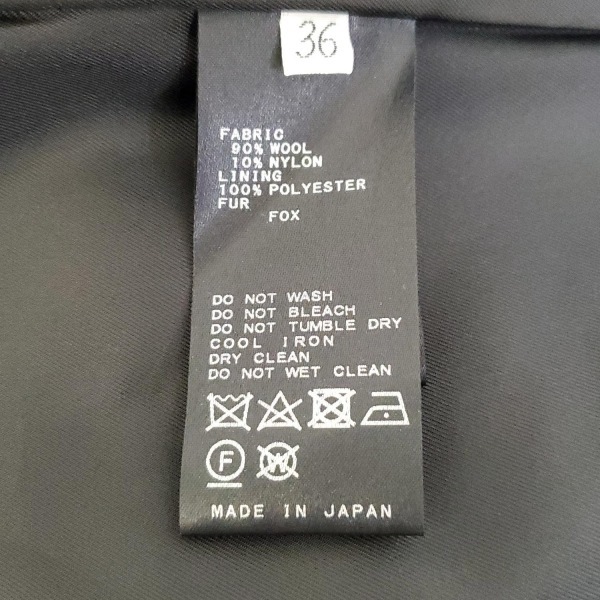 36
FABRIC
90% WOOL
10% NYLON
LINING
100% POLYESTER
FUR
FOX
DO NOT WASH
DO NOT BLEACH
DO NOT TUMBLE DRY
COOL IRON
DRY CLEAN
DO NOT WET CLEAN
F W
MADE IN JAPAN